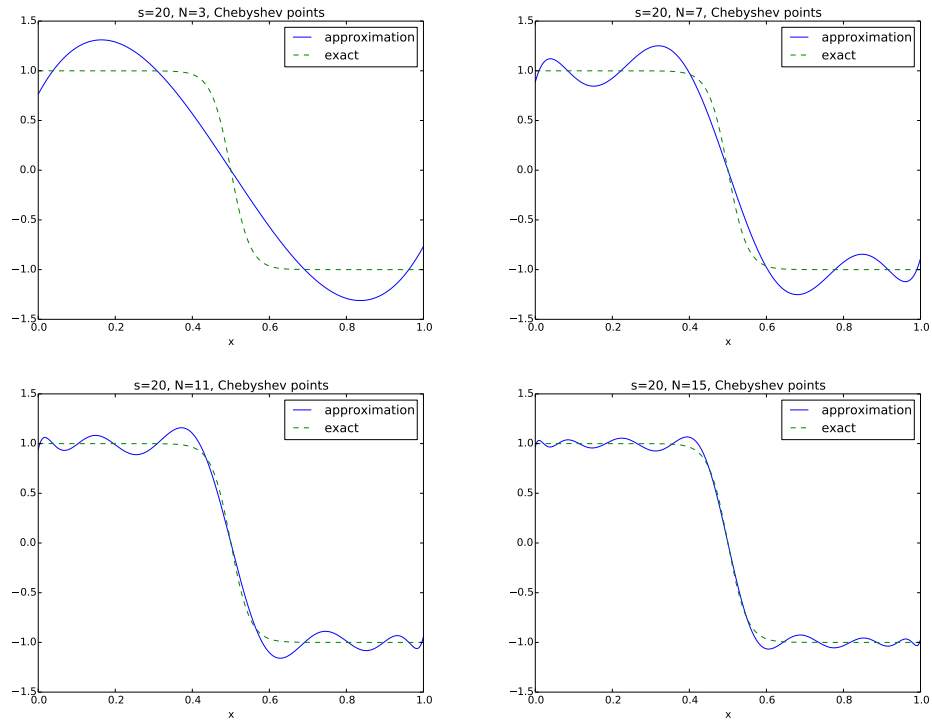 s=20, N=3, Chebyshev points
1.5
1.0
0.5
0.0
−0.5
−1.0
−1.5
0.0 0.2 0.4 0.6 0.8 1.0
x
approximation
exact
s=20, N=7, Chebyshev points
1.5
1.0
0.5
0.0
−0.5
−1.0
−1.5
0.0 0.2 0.4 0.6 0.8 1.0
x
approximation
exact
s=20, N=11, Chebyshev points
1.5
1.0
0.5
0.0
−0.5
−1.0
−1.5
0.0 0.2 0.4 0.6 0.8 1.0
x
approximation
exact
s=20, N=15, Chebyshev points
1.5
1.0
0.5
0.0
−0.5
−1.0
−1.5
0.0 0.2 0.4 0.6 0.8 1.0
x
approximation
exact